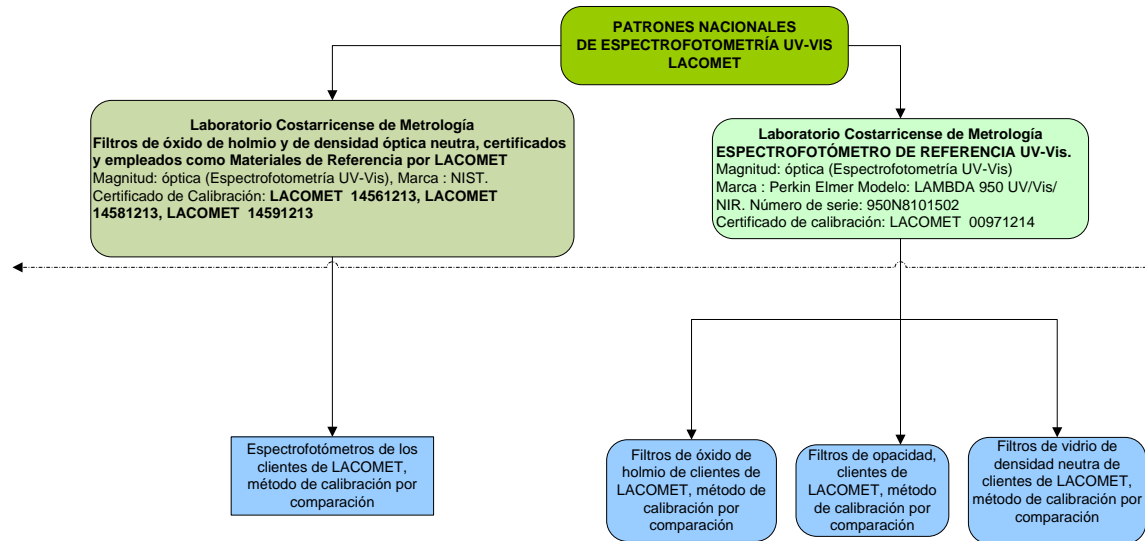 PATRONES NACIONALES
DE ESPECTROFOTOMETRÍA UV-VIS
LACOMET
Laboratorio Costarricense de Metrología
Filtros de óxido de holmio y de densidad óptica neutra, certificados
y empleados como Materiales de Referencia por LACOMET
Magnitud: óptica (Espectrofotometría UV-Vis), Marca : NIST.
Certificado de Calibración: LACOMET 14561213, LACOMET
14581213, LACOMET 14591213
Laboratorio Costarricense de Metrología
ESPECTROFOTÓMETRO DE REFERENCIA UV-Vis.
Magnitud: óptica (Espectrofotometría UV-Vis)
Marca : Perkin Elmer Modelo: LAMBDA 950 UV/Vis/
NIR. Número de serie: 950N8101502
Certificado de calibración: LACOMET 00971214
Espectrofotómetros de los
clientes de LACOMET,
método de calibración por
comparación
Filtros de óxido de
holmio de clientes de
LACOMET, método de
calibración por
comparación
Filtros de opacidad,
clientes de
LACOMET, método
de calibración por
comparación
Filtros de vidrio de
densidad neutra de
clientes de LACOMET,
método de calibración por
comparación